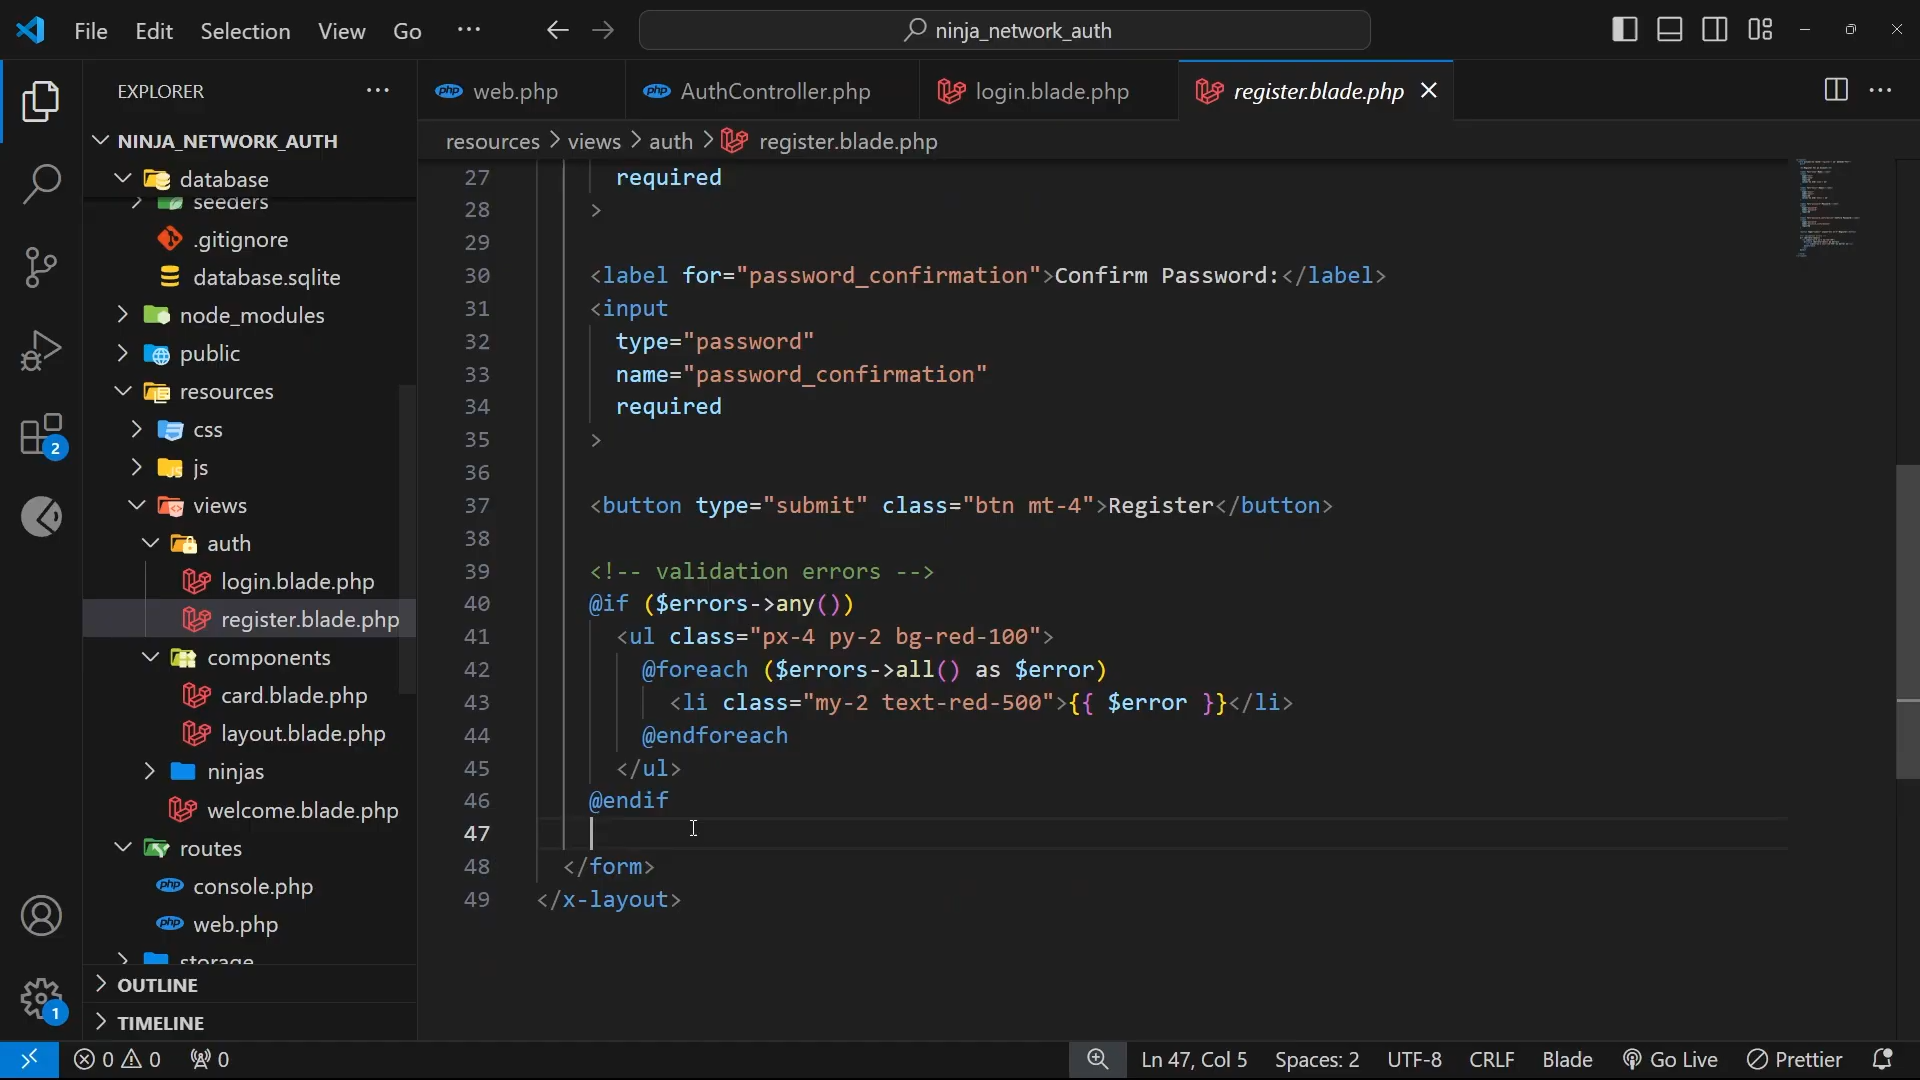 File Edit Selection View Go ··· ninja_network_auth
EXPLORER ···
web.php AuthController.php login.blade.php register.blade.php
NINJA_NETWORK_AUTH
resources > views > auth > register.blade.php
database
seeders
.gitignore
database.sqlite
node_modules
public
resources
css
js
views
auth
login.blade.php
register.blade.php
components
card.blade.php
layout.blade.php
ninjas
welcome.blade.php
routes
console.php
web.php
storage
OUTLINE
TIMELINE
2
1
27 required
28 >
29
30 <label for="password_confirmation">Confirm Password:</label>
31 <input
32 type="password"
33 name="password_confirmation"
34 required
35 >
36
37 <button type="submit" class="btn mt-4">Register</button>
38
39 <!-- validation errors -->
40 @if ($errors->any())
41 <ul class="px-4 py-2 bg-red-100">
42 @foreach ($errors->all() as $error)
43 <li class="my-2 text-red-500">{{ $error }}</li>
44 @endforeach
45 </ul>
46 @endif
47
48 </form>
49 </x-layout>
0 0 0 Ln 47, Col 5 Spaces: 2 UTF-8 CRLF Blade Go Live Prettier